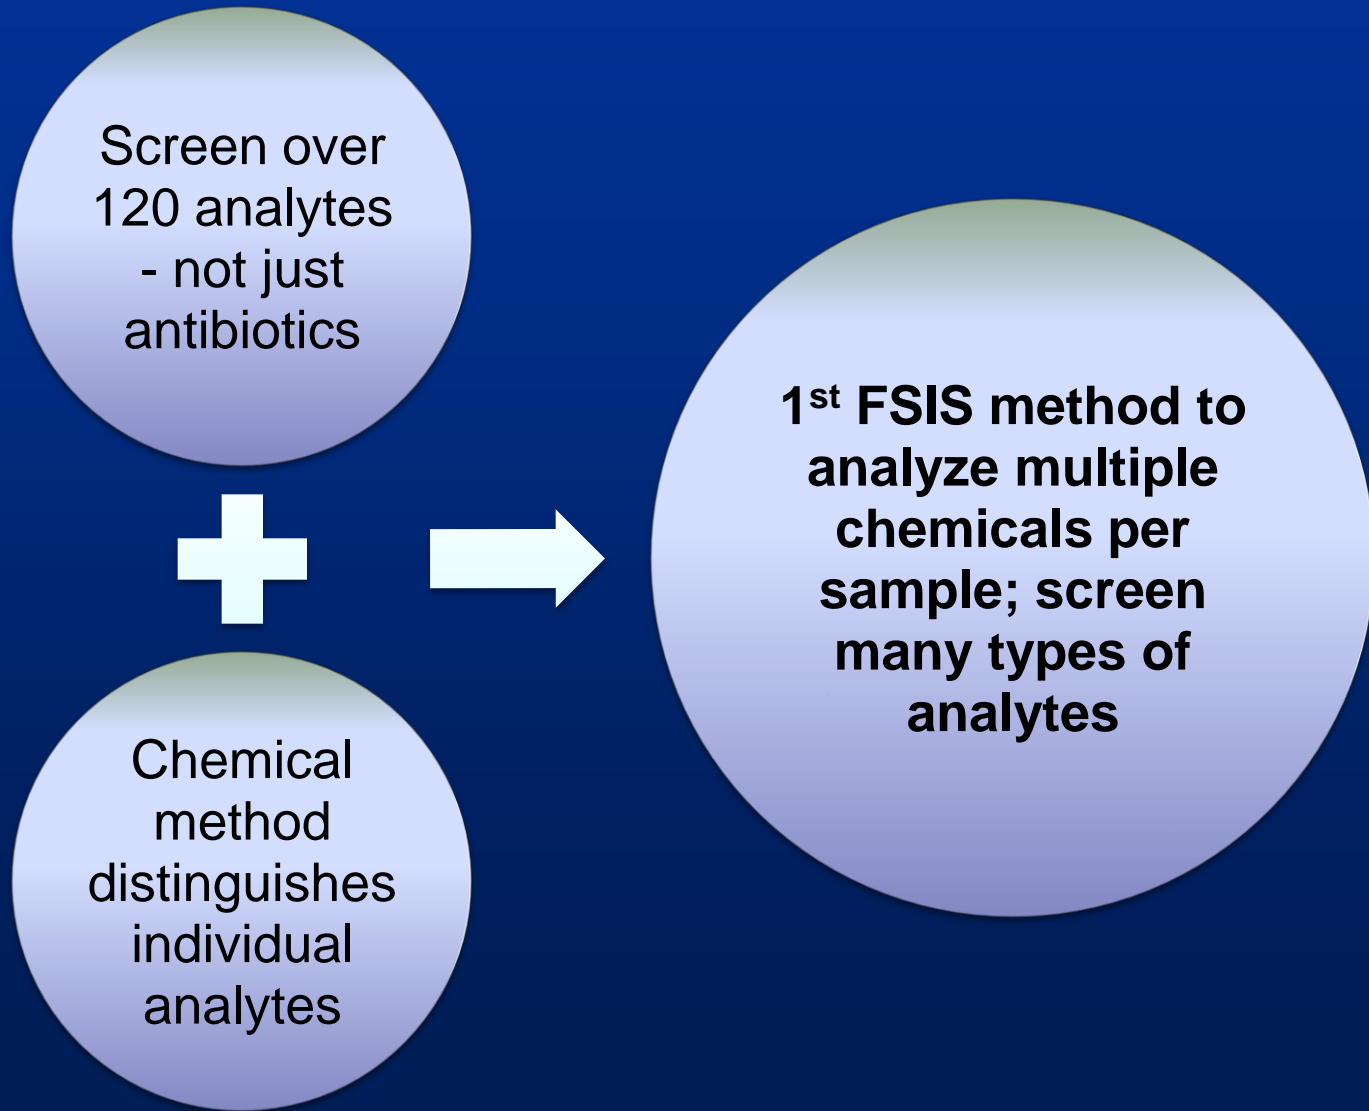 Screen over
120 analytes
- not just
antibiotics
Chemical
method
distinguishes
individual
analytes
1st FSIS method to
analyze multiple
chemicals per
sample; screen
many types of
analytes